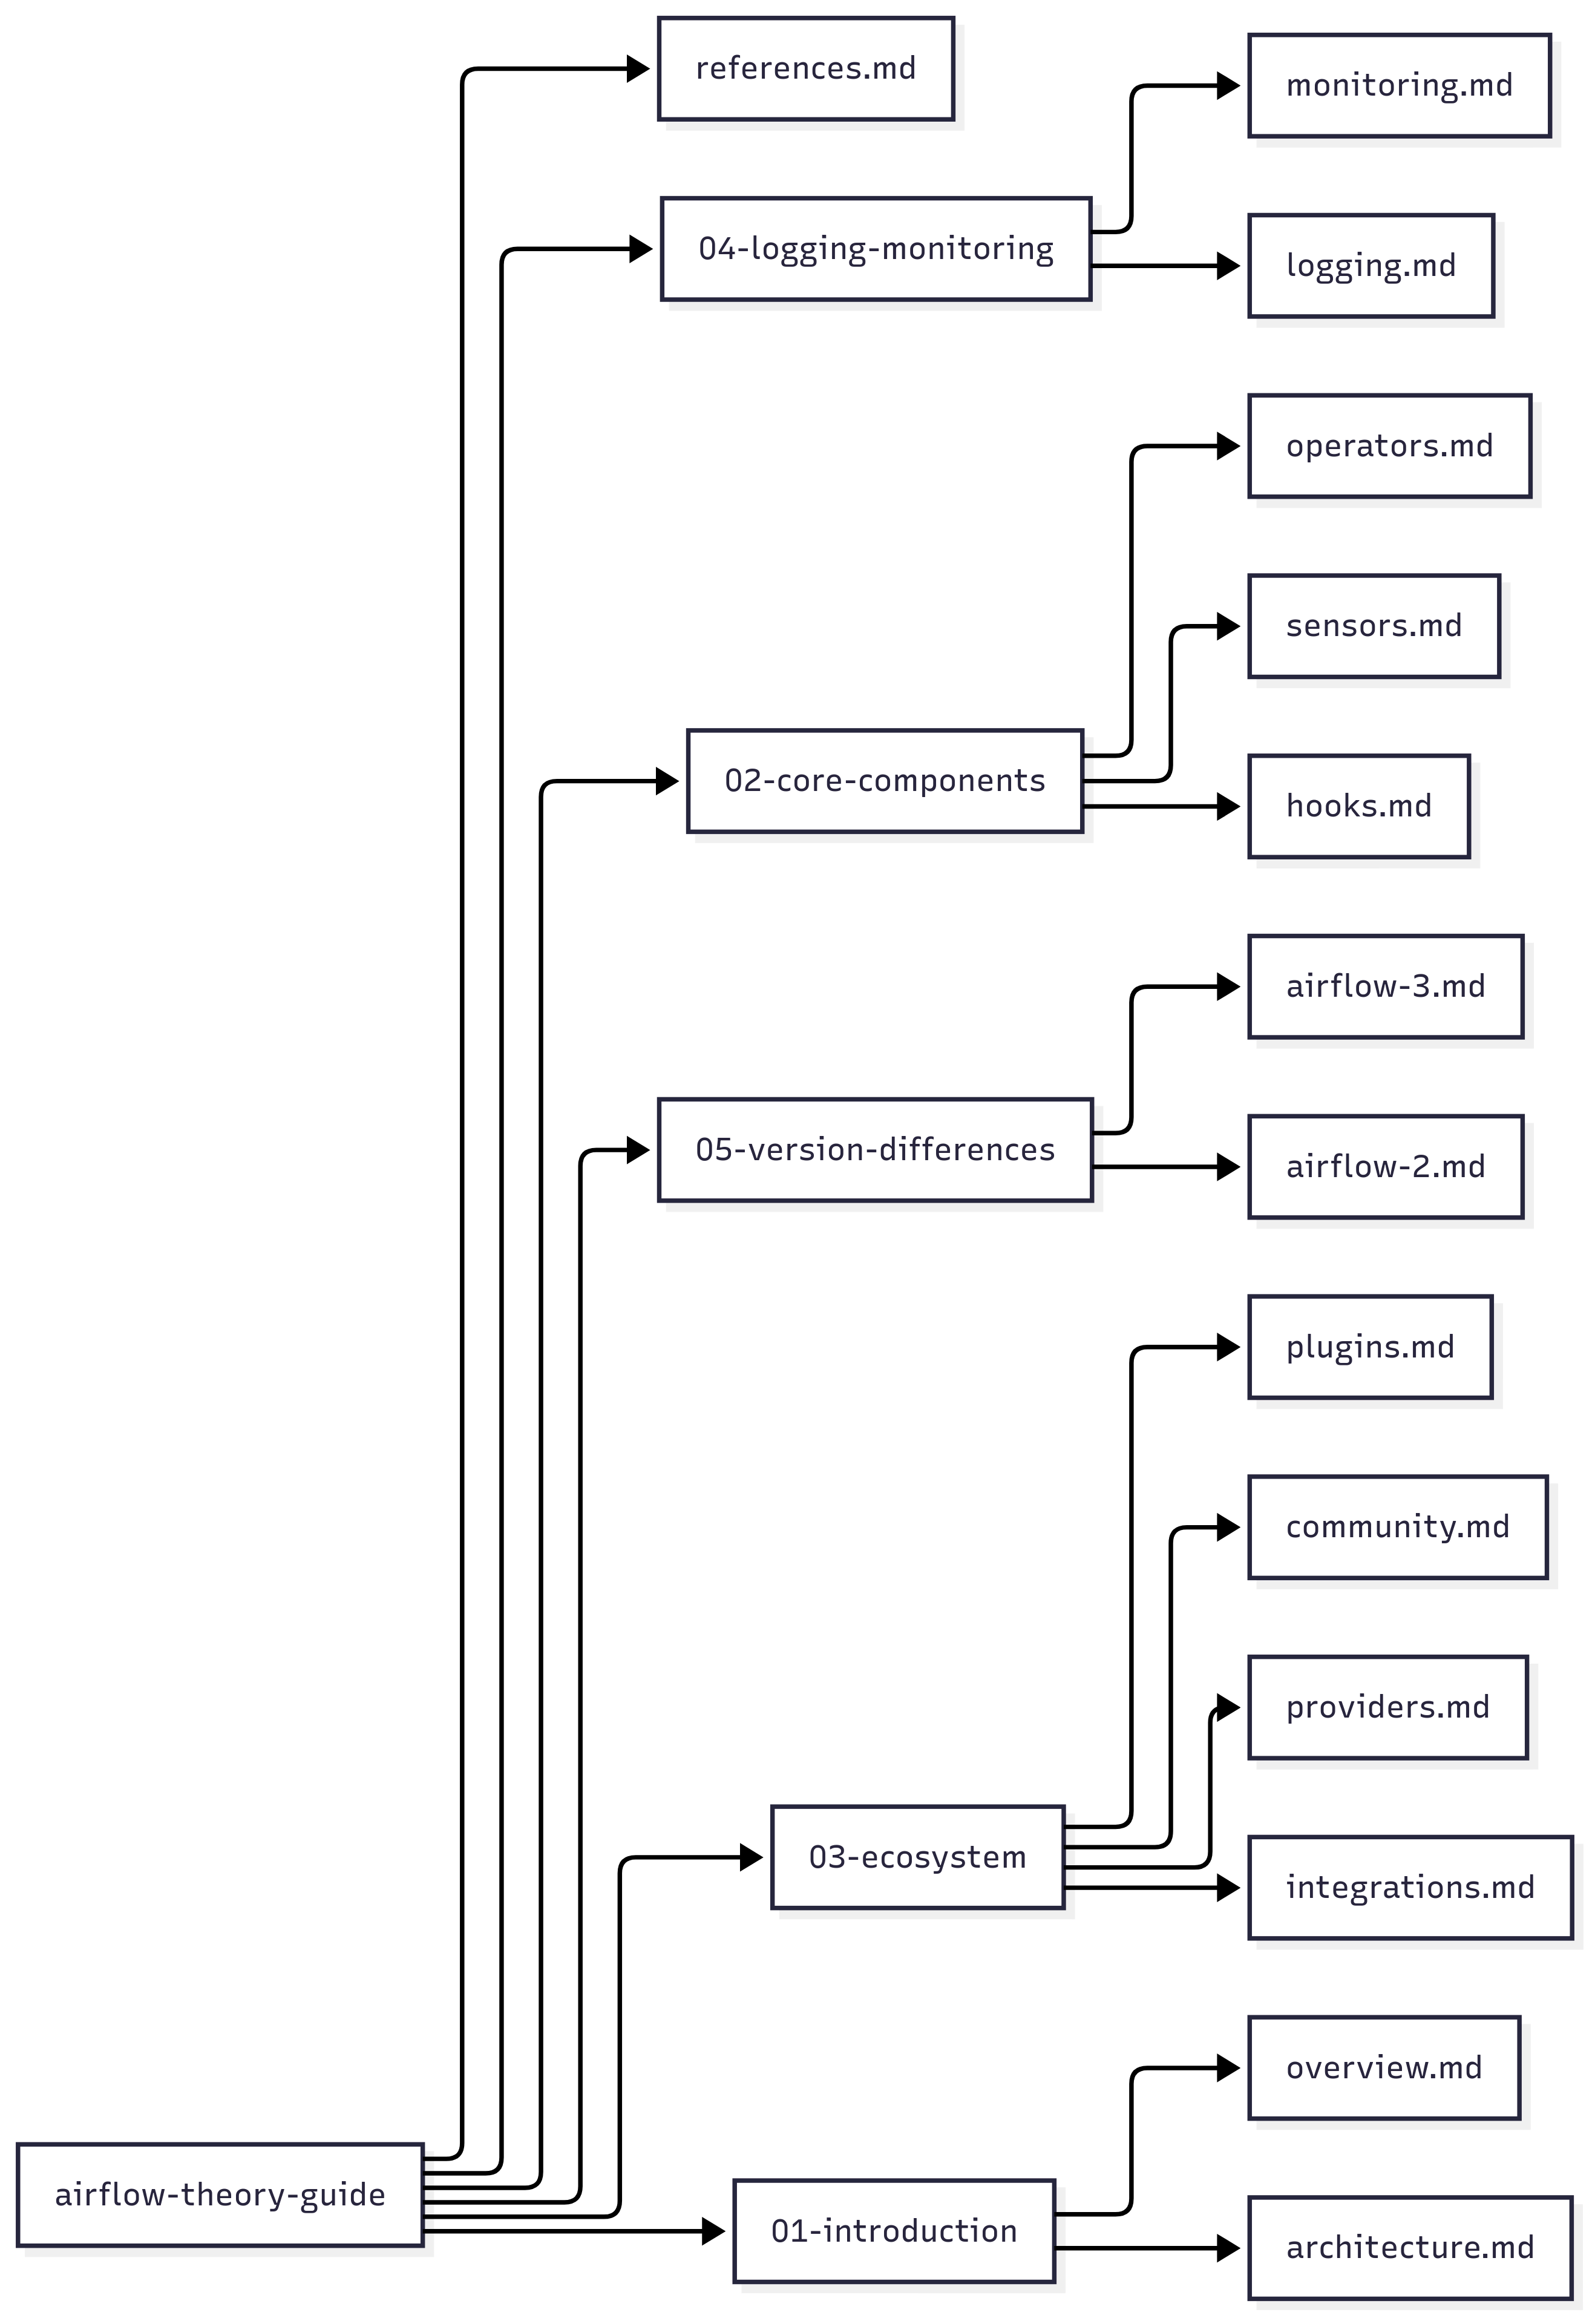 references.md
monitoring.md
04-logging-monitoring
logging.md
operators.md
sensors.md
02-core-components
hooks.md
airflow-3.md
05-version-differences
airflow-2.md
plugins.md
community.md
providers.md
03-ecosystem
integrations.md
overview.md
airflow-theory-guide
01-introduction
architecture.md